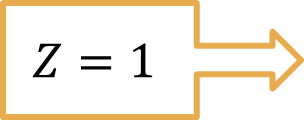 Z = 1